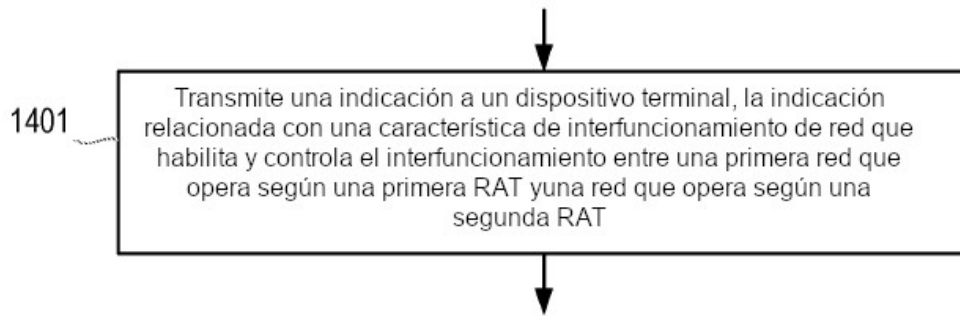 1401
Transmite una indicación a un dispositivo terminal, la indicación
relacionada con una característica de interfuncionamiento de red que
habilita y controla el interfuncionamiento entre una primera red que
opera según una primera RAT yuna red que opera según una
segunda RAT